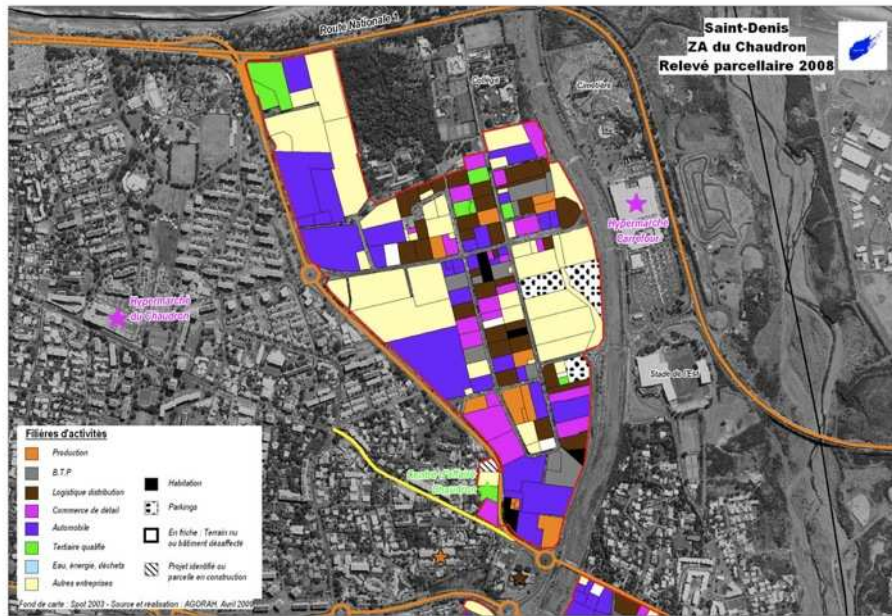 Route Nationale 1
Saint-Denis
ZA du Chaudron
Relevé parcellaire 2008
Collège
Cimetière
Hypermarché
Carrefour
Hypermarché
du Chaudron
Stade de l'Est
Centre d'affaire
Chaudron
Filières d'activités
Production
B.T.P
Logistique distribution
Commerce de détail
Automobile
Tertiaire qualifié
Eau, énergie, déchets
Autres entreprises
Habitation
Parkings
En friche : Terrain nu
ou bâtiment désaffecté
Projet identifié ou
parcelle en construction
Fond de carte : Spot 2003 - Source et réalisation : AGORAH, Avril 2009